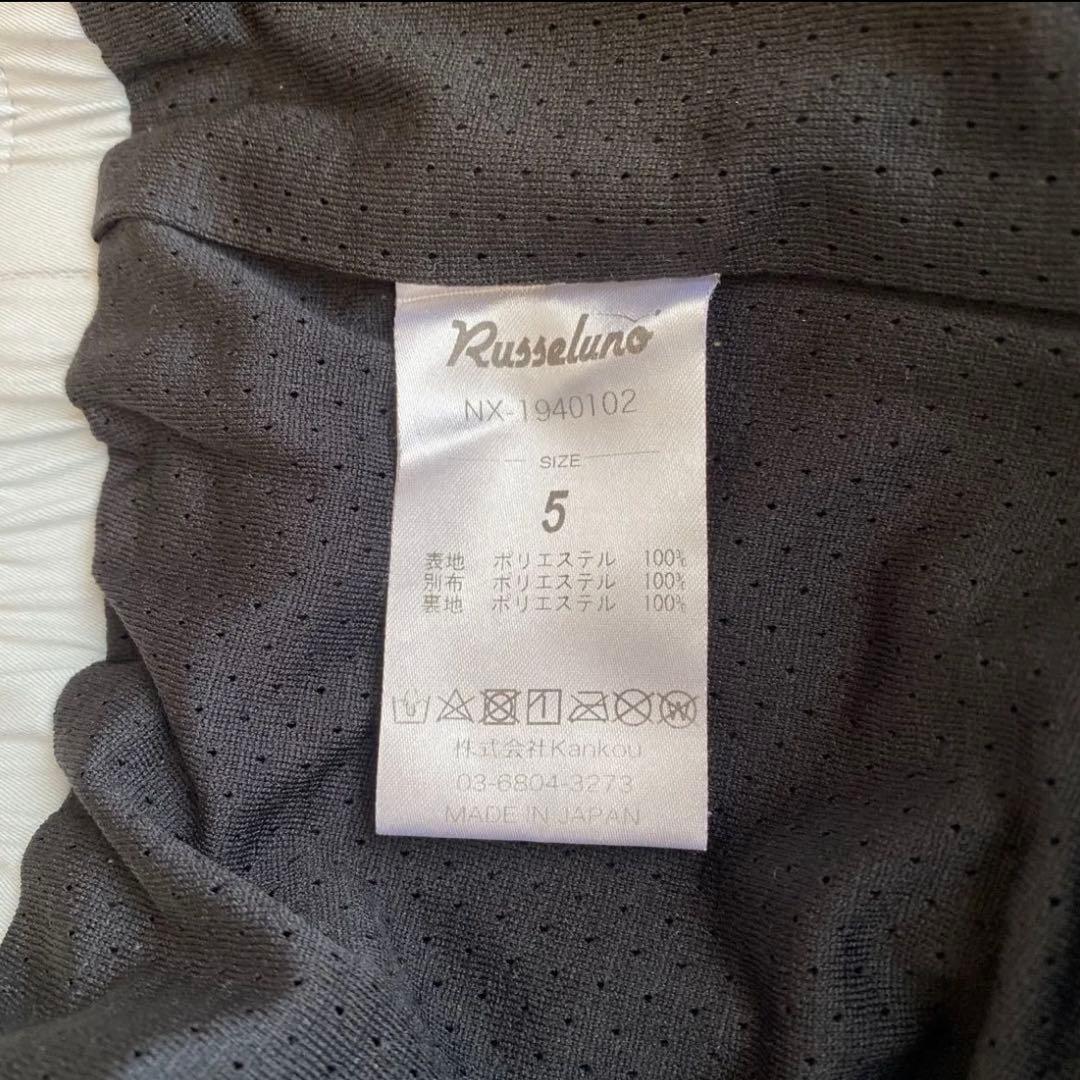 Russeluno
NX-1940102
SIZE
5
表地 ポリエステル 100%
別布 ポリエステル 100%
裏地 ポリエステル 100%
W
株式会社Kankou
03-6804-3273
MADE IN JAPAN